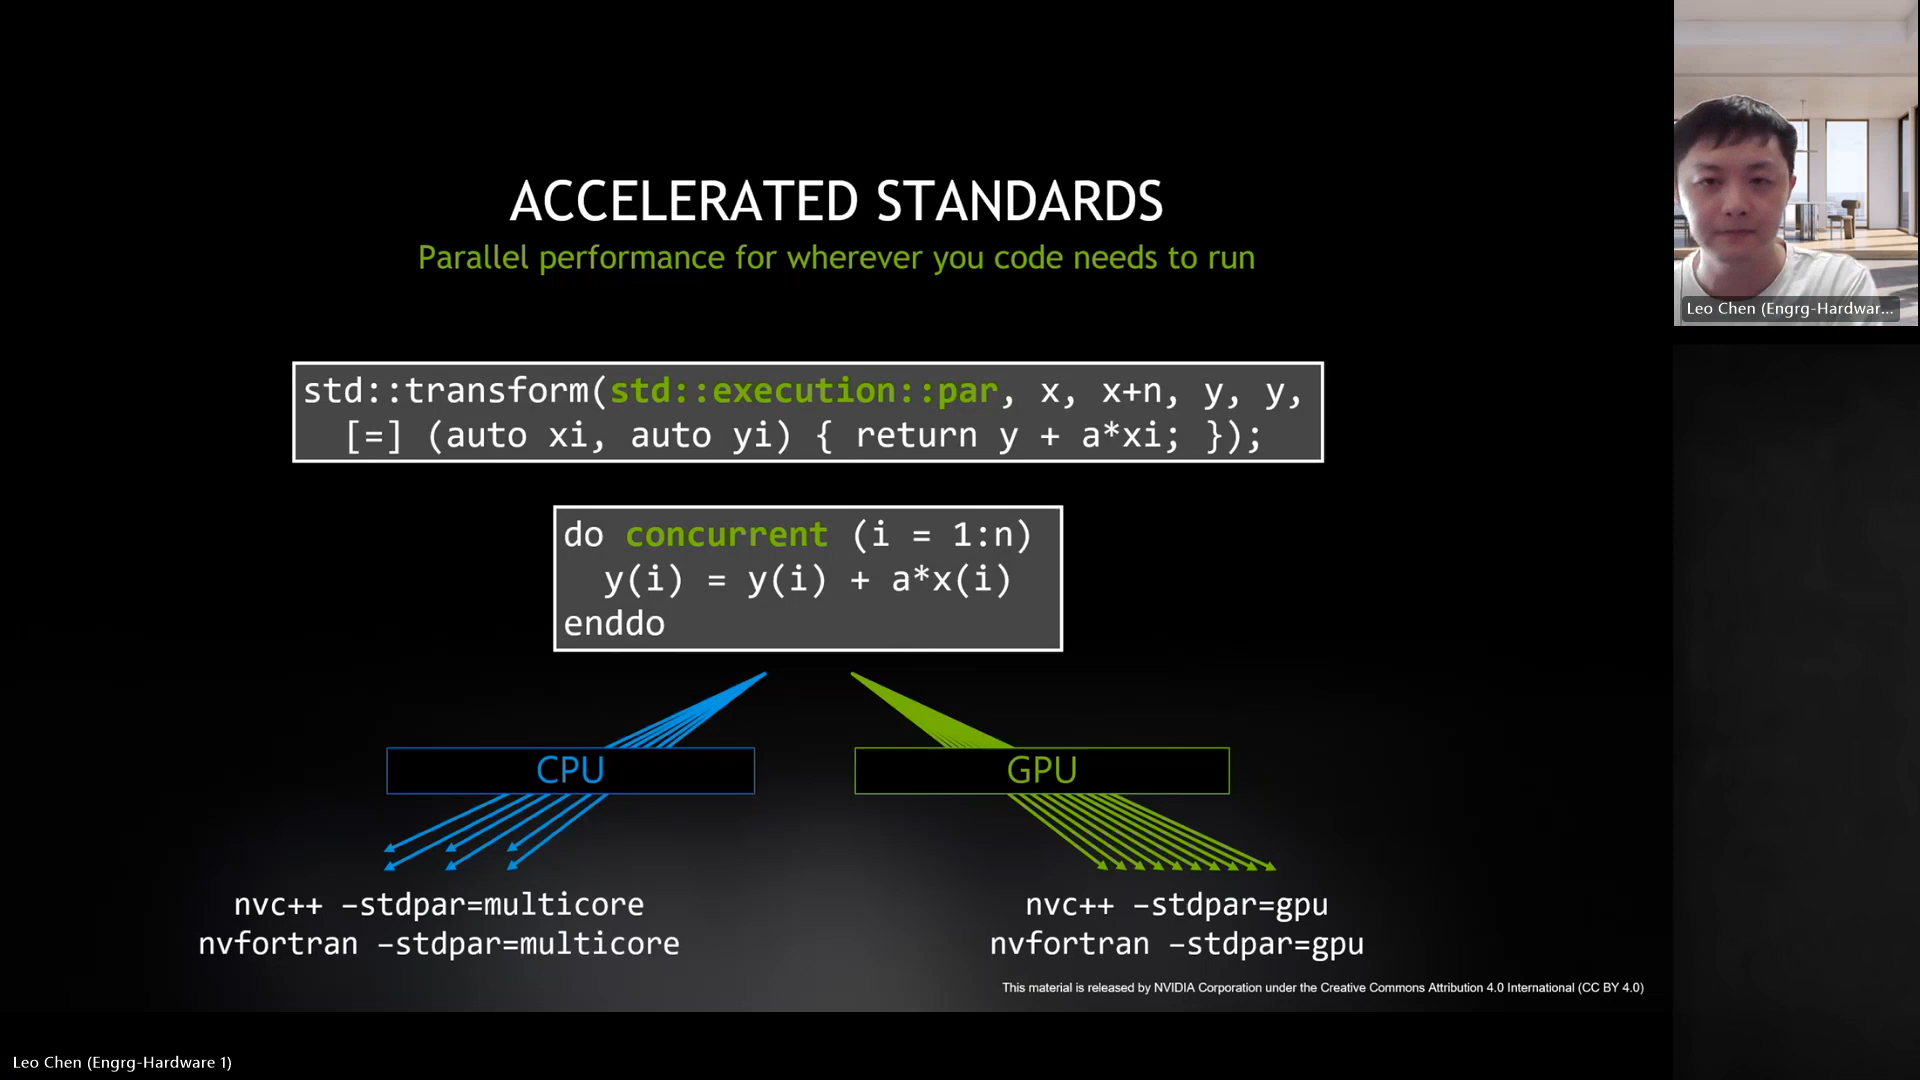 ACCELERATED STANDARDS
Parallel performance for wherever you code needs to run
std::transform(std::execution::par, x, x+n, y, y,
[=] (auto xi, auto yi) { return y + a*xi; });
do concurrent (i = 1:n)
y(i) = y(i) + a*x(i)
enddo
CPU
GPU
nvc++ –stdpar=multicore
nvfortran –stdpar=multicore
nvc++ –stdpar=gpu
nvfortran –stdpar=gpu
This material is released by NVIDIA Corporation under the Creative Commons Attribution 4.0 International (CC BY 4.0)
Leo Chen (Engrg-Hardwar...
Leo Chen (Engrg-Hardware 1)